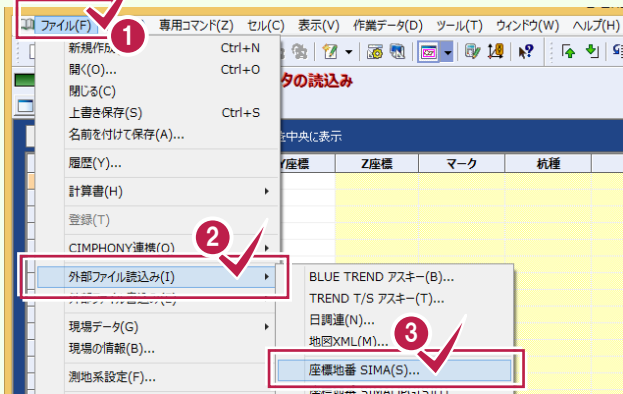 ファイル(F) 専用コマンド(Z) セル(C) 表示(V) 作業データ(D) ツール(T) ウィンドウ(W) ヘルプ(H)
1
新規作成 Ctrl+N
開く(O)... Ctrl+O
閉じる(C)
上書き保存(S) Ctrl+S
名前を付けて保存(A)...
履歴(Y)...
計算書(H)
登録(T)
CIMPHONY連携(O)
2
外部ファイル読込み(I)
現場データ(G)
現場の情報(B)...
測地系設定(F)...
タの読込み
中央に表示
Y座標 Z座標 マーク 杭種
BLUE TREND アスキー(B)...
TREND T/S アスキー(T)...
日調連(N)...
地図XML(M)...
3
座標地番 SIMA(S)...